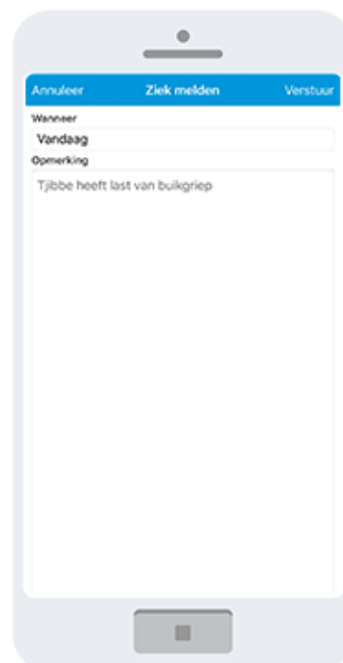 Annuleer Ziek melden Verstuur
Wanneer
Vandaag
Opmerking
Tjibbe heeft last van buikgriep